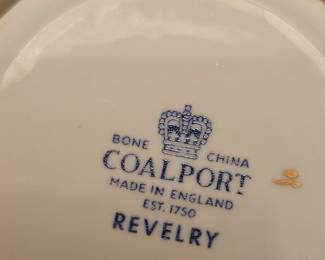 BONE CHINA
COALPORT
MADE IN ENGLAND
EST. 1750
REVELRY